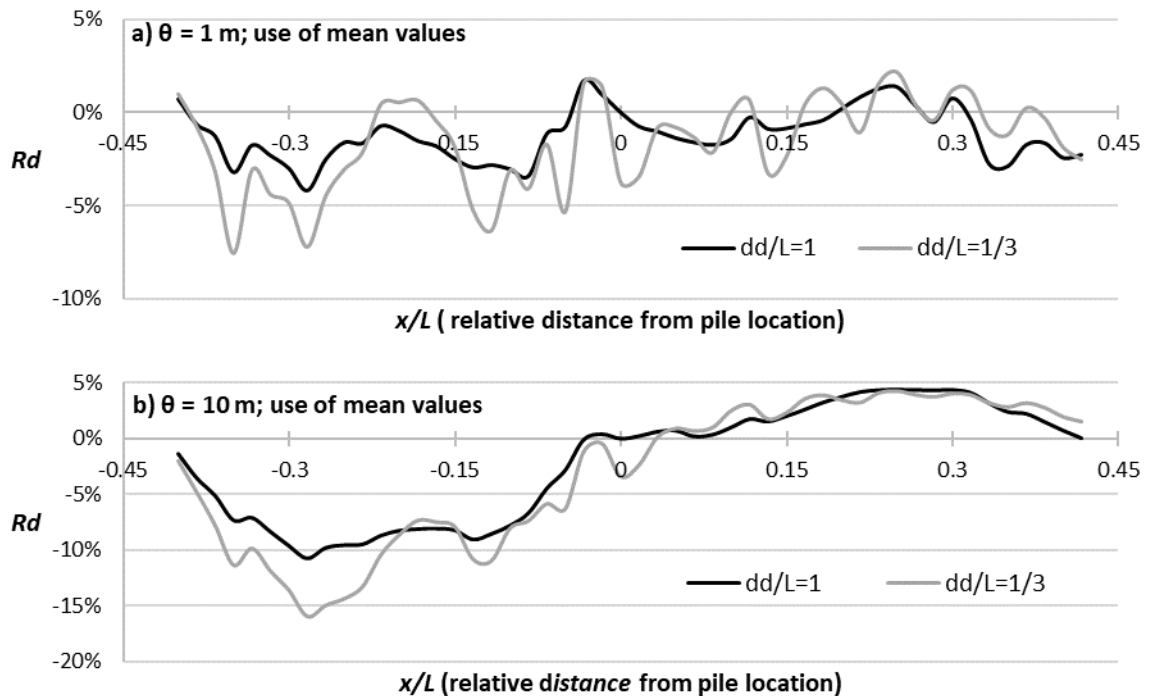 5%
a) θ = 1 m; use of mean values
0%
-0.45 -0.3 -0.15 0 0.15 0.3 0.45
Rd
-5%
dd/L=1 dd/L=1/3
-10%
x/L ( relative distance from pile location)
5%
b) θ = 10 m; use of mean values
0%
-0.45 -0.3 -0.15 0 0.15 0.3 0.45
-5%
Rd
-10%
dd/L=1 dd/L=1/3
-15%
-20%
x/L (relative distance from pile location)